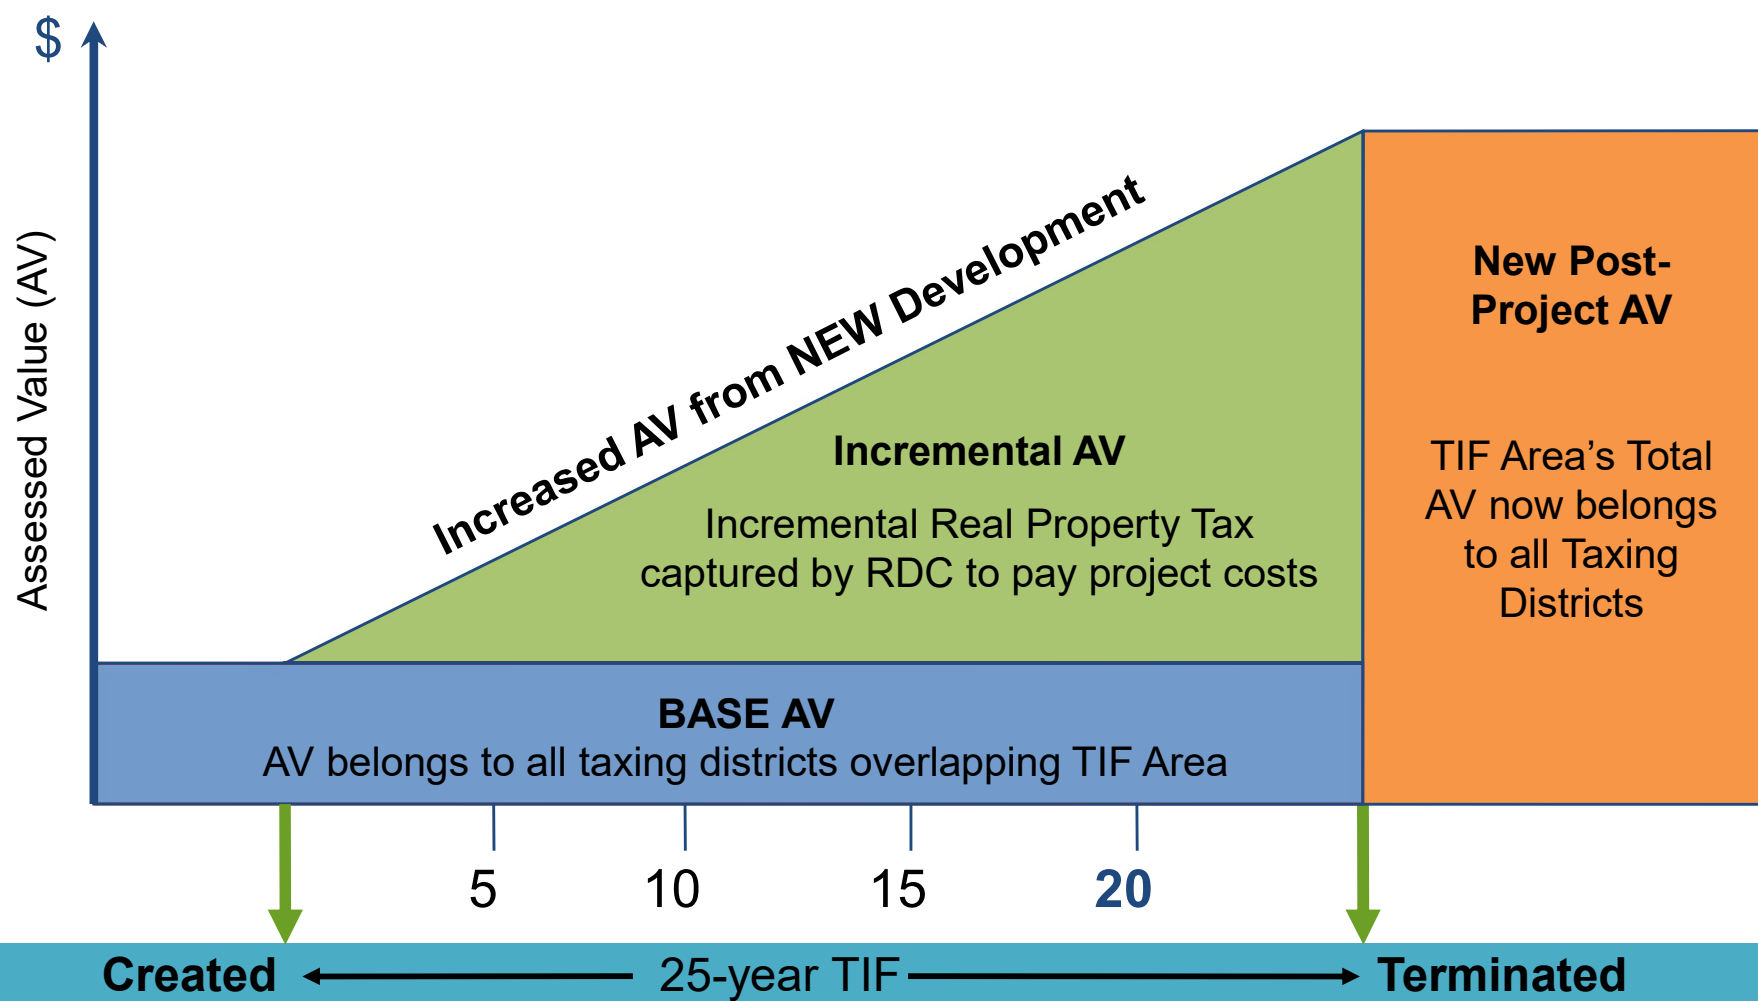 $
Assessed Value (AV)
Increased AV from NEW Development
New Post-
Project AV
Incremental AV
Incremental Real Property Tax
captured by RDC to pay project costs
TIF Area’s Total
AV now belongs
to all Taxing
Districts
BASE AV
AV belongs to all taxing districts overlapping TIF Area
5 10 15 20
Created 25-year TIF Terminated